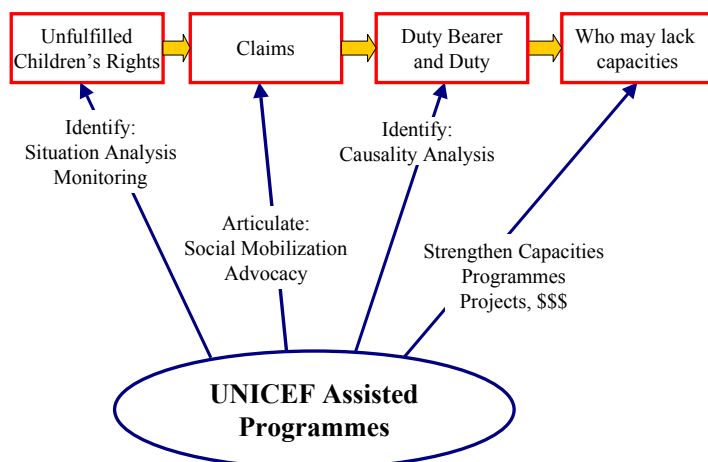 Unfulfilled
Children’s Rights
Claims
Duty Bearer
and Duty
Who may lack
capacities
Identify:
Situation Analysis
Monitoring
Identify:
Causality Analysis
Articulate:
Social Mobilization
Advocacy
Strengthen Capacities
Programmes
Projects, $$$
UNICEF Assisted
Programmes